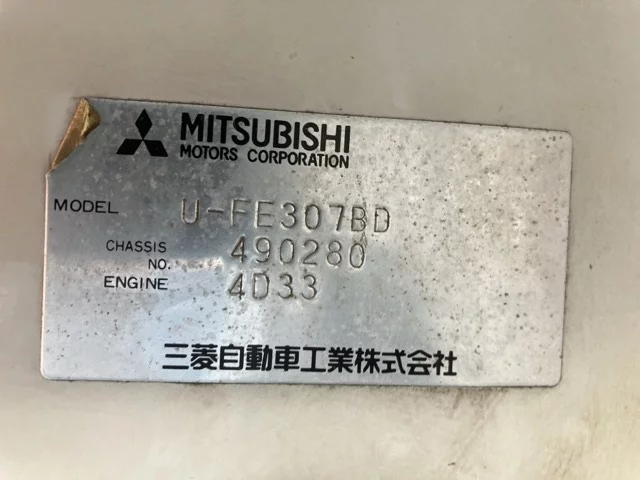 MITSUBISHI
MOTORS CORPORATION
MODEL U-FE307BD
CHASSIS NO. 490280
ENGINE 4D33
三菱自動車工業株式会社